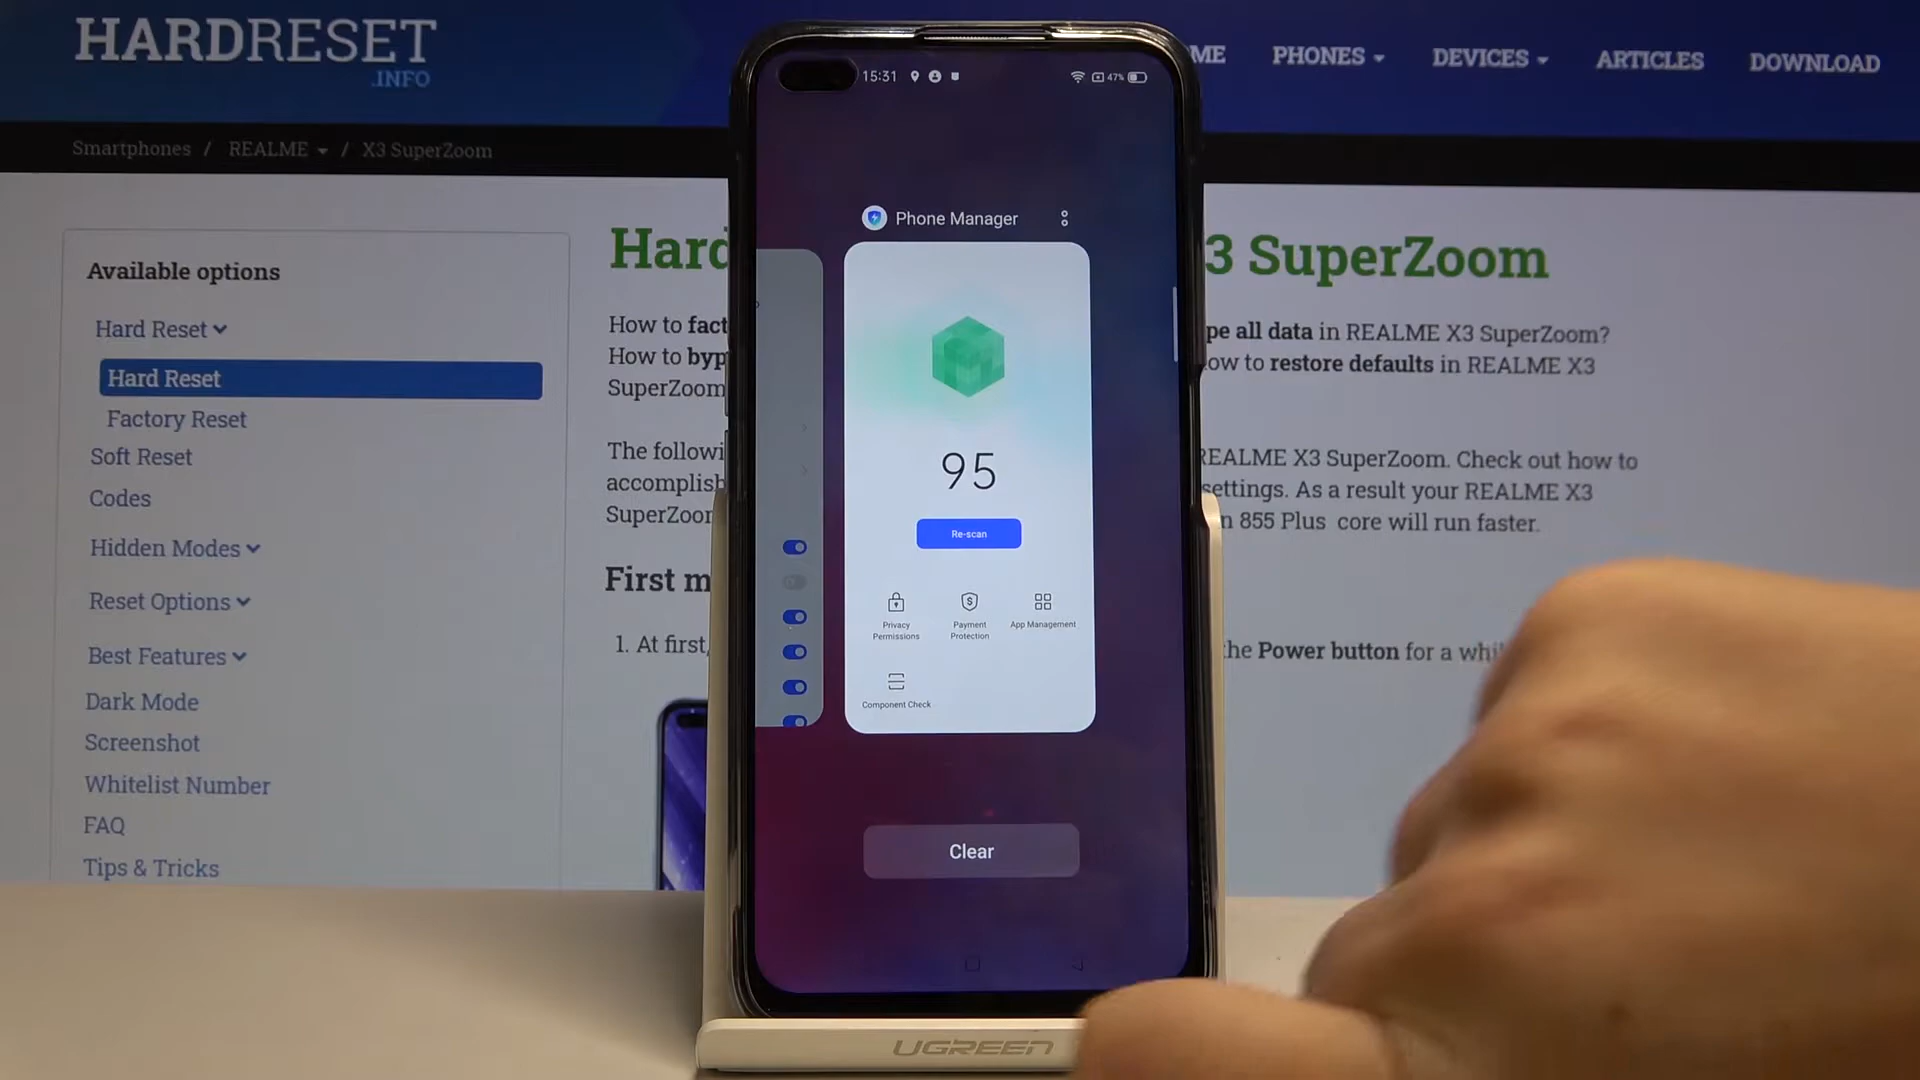 HARDRESET
.INFO
ME
PHONES
DEVICES
ARTICLES
DOWNLOAD
Smartphones / REALME / X3 SuperZoom
Available options
Hard Reset
Hard Reset
Factory Reset
Soft Reset
Codes
Hidden Modes
Reset Options
Best Features
Dark Mode
Screenshot
Whitelist Number
FAQ
Tips & Tricks
Hard
3 SuperZoom
How to fact
pe all data in REALME X3 SuperZoom?
How to byp
ow to restore defaults in REALME X3
SuperZoom
The followi
REALME X3 SuperZoom. Check out how to
accomplish
settings. As a result your REALME X3
SuperZoom
n 855 Plus core will run faster.
First m
1. At first,
the Power button for a whi
15:31
47%
Phone Manager
95
Re-scan
Privacy
Permissions
Payment
Protection
App Management
Component Check
Clear
UGREEN